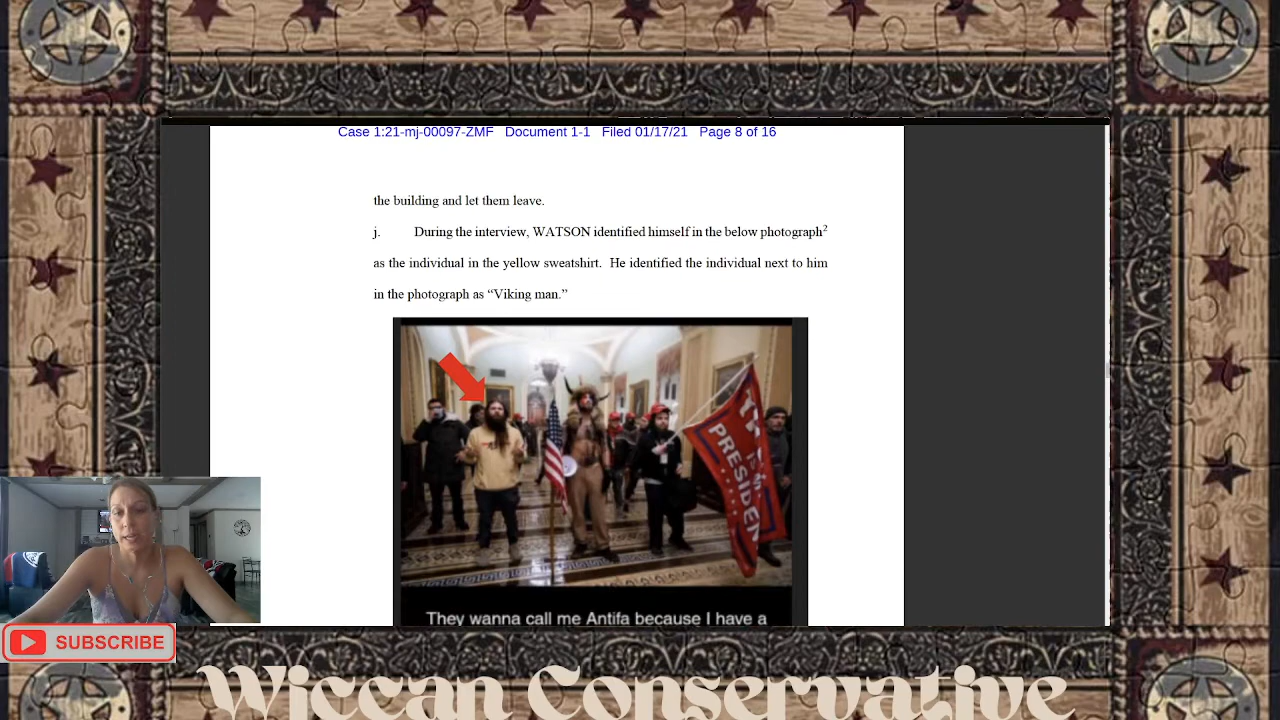 Case 1:21-mj-00097-ZMF Document 1-1 Filed 01/17/21 Page 8 of 16
the building and let them leave.
j. During the interview, WATSON identified himself in the below photograph2
as the individual in the yellow sweatshirt. He identified the individual next to him
in the photograph as “Viking man.”
PRESIDEN
They wanna call me Antifa because I have a
SUBSCRIBE
Wiccan Conservative